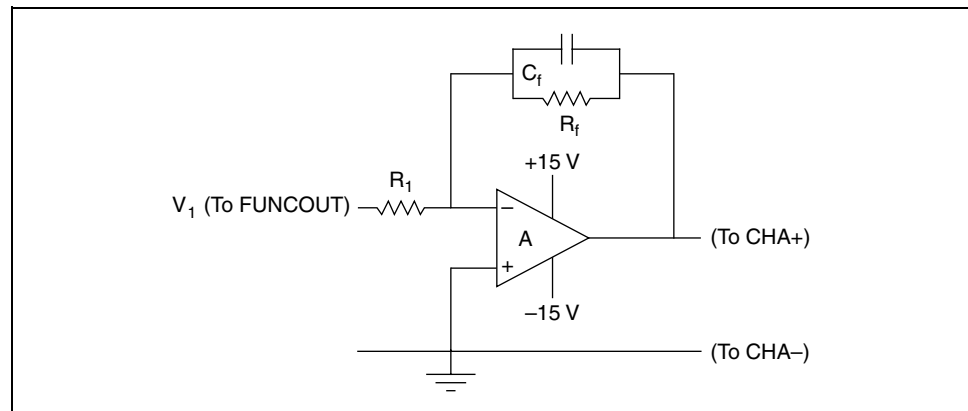 C_f
R_f
+15 V
R_1
V_1 (To FUNCOUT)
–
A
(To CHA+)
+
–15 V
(To CHA–)